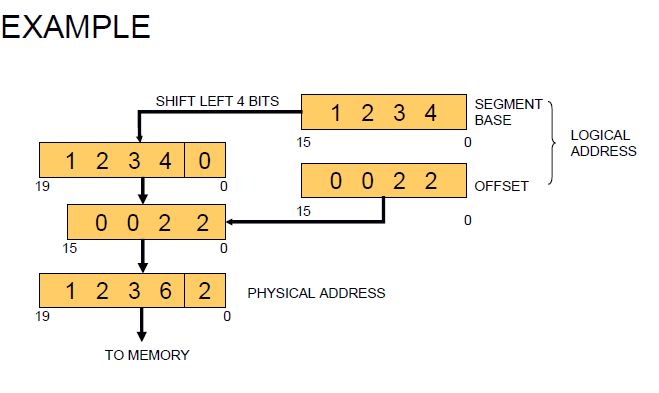 EXAMPLE
SHIFT LEFT 4 BITS
1 2 3 4
SEGMENT
BASE
15 0
LOGICAL
ADDRESS
1 2 3 4 0
19 0
0 0 2 2
OFFSET
15 0
0 0 2 2
15 0
1 2 3 6 2
PHYSICAL ADDRESS
19 0
TO MEMORY